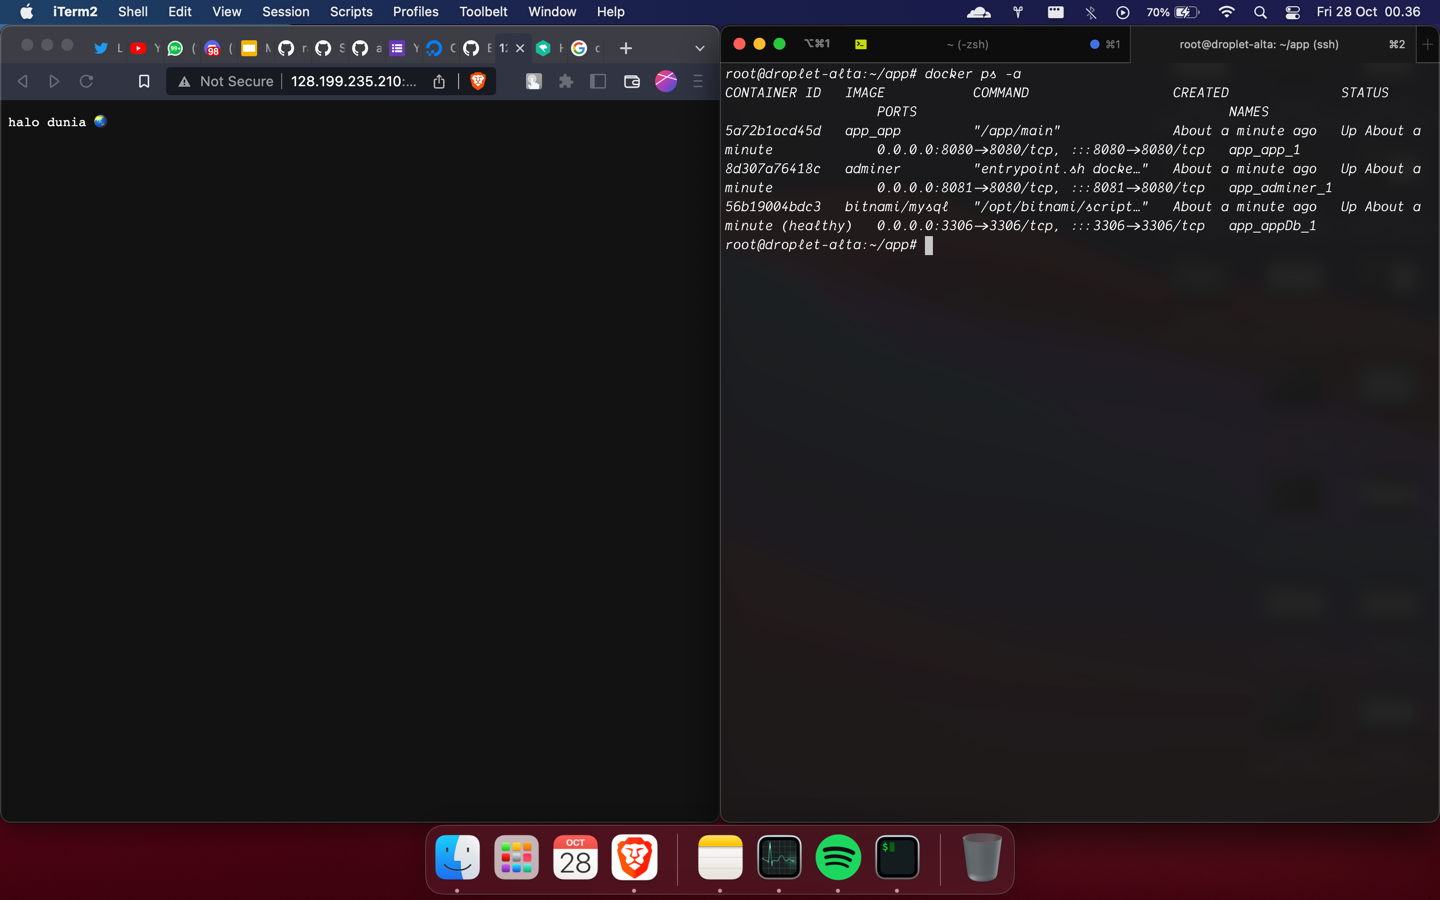 iTerm2 Shell Edit View Session Scripts Profiles Toolbelt Window Help 70% Fri 28 Oct 00.36
L Y 99+ ( 98 ( M S Y C E 12 c
Not Secure 128.199.235.210:...
halo dunia 🌏
⌥⌘1 ~ (-zsh) ⌘1 root@droplet-alta: ~/app (ssh) ⌘2
root@droplet-alta:~/app# docker ps -a
CONTAINER ID IMAGE COMMAND CREATED STATUS
PORTS NAMES
5a72b1acd45d app_app "/app/main" About a minute ago Up About a
minute 0.0.0.0:8080->8080/tcp, :::8080->8080/tcp app_app_1
8d307a76418c adminer "entrypoint.sh docke…" About a minute ago Up About a
minute 0.0.0.0:8081->8080/tcp, :::8081->8080/tcp app_adminer_1
56b19004bdc3 bitnami/mysql "/opt/bitnami/script…" About a minute ago Up About a
minute (healthy) 0.0.0.0:3306->3306/tcp, :::3306->3306/tcp app_appDb_1
root@droplet-alta:~/app#
OCT
28
$